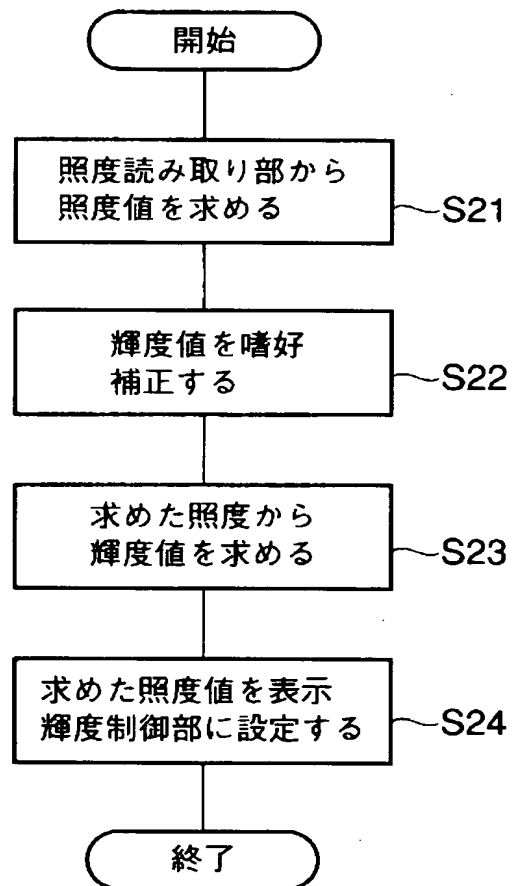 開始
照度読み取り部から
照度値を求める
S21
輝度値を嗜好
補正する
S22
求めた照度から
輝度値を求める
S23
求めた照度値を表示
輝度制御部に設定する
S24
終了